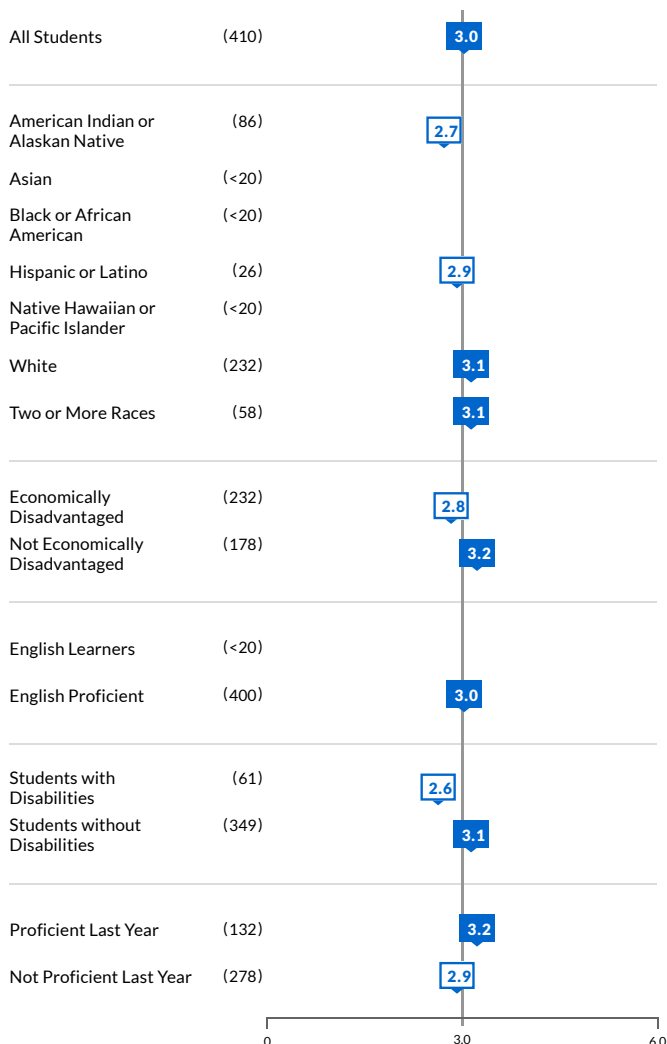 All Students (410) 3.0
American Indian or (86)
Alaskan Native 2.7
Asian (<20)
Black or African (<20)
American
Hispanic or Latino (26) 2.9
Native Hawaiian or (<20)
Pacific Islander
White (232) 3.1
Two or More Races (58) 3.1
Economically (232)
Disadvantaged 2.8
Not Economically (178) 3.2
Disadvantaged
English Learners (<20)
English Proficient (400) 3.0
Students with (61)
Disabilities 2.6
Students without (349) 3.1
Disabilities
Proficient Last Year (132) 3.2
Not Proficient Last Year (278) 2.9
0 3.0 6.0